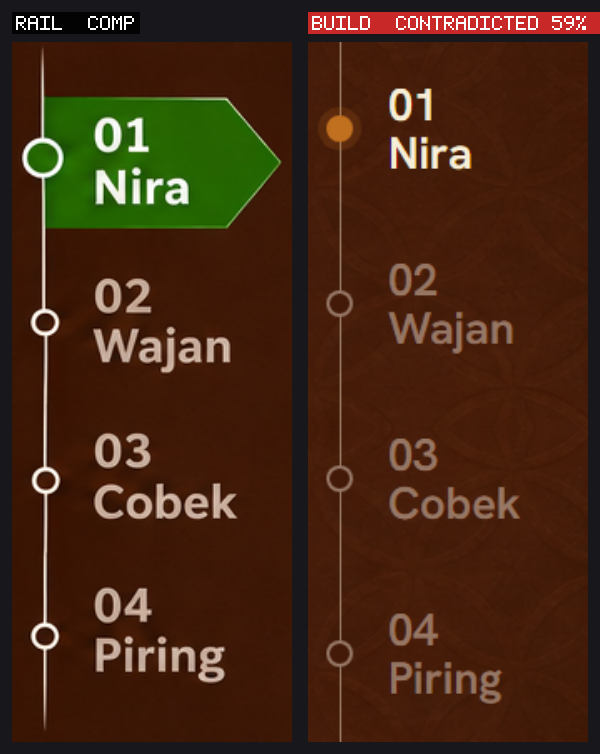 RAIL COMP
01
Nira
02
Wajan
03
Cobek
04
Piring
BUILD CONTRADICTED 59%
01
Nira
02
Wajan
03
Cobek
04
Piring